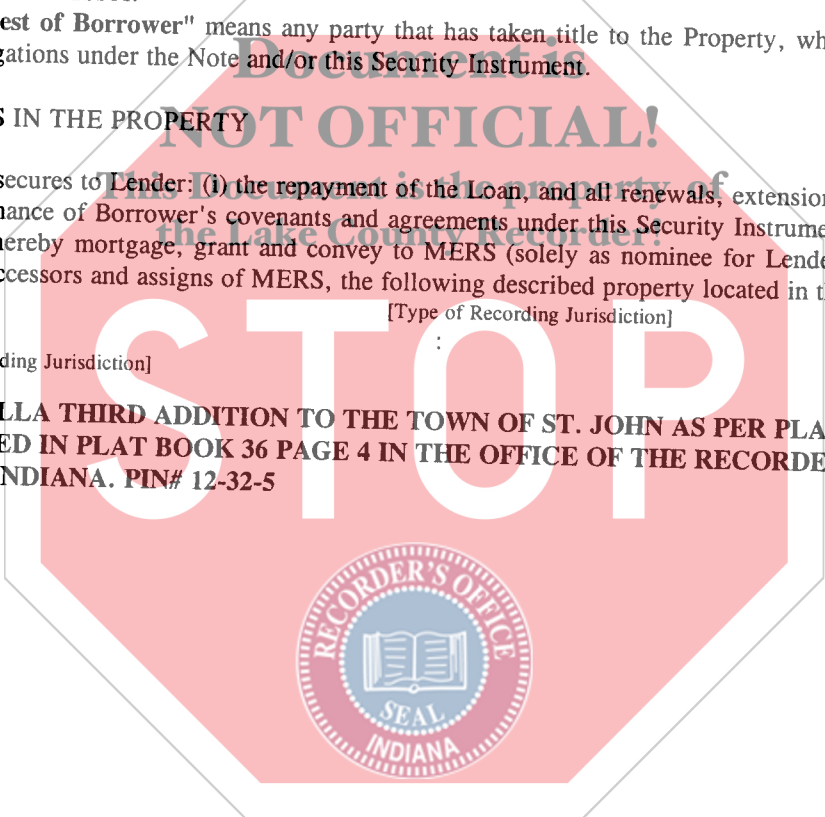 est of Borrower" means any party that has taken title to the Property, wh
gations under the Note and/or this Security Instrument.
Document is
NOT OFFICIAL!
This Document is the property of
the Lake County Recorder!
S IN THE PROPERTY
secures to Lender: (i) the repayment of the Loan, and all renewals, extension
nance of Borrower's covenants and agreements under this Security Instrume
hereby mortgage, grant and convey to MERS (solely as nominee for Lende
ccessors and assigns of MERS, the following described property located in t
[Type of Recording Jurisdiction]
:
ding Jurisdiction]
LLA THIRD ADDITION TO THE TOWN OF ST. JOHN AS PER PLA
ED IN PLAT BOOK 36 PAGE 4 IN THE OFFICE OF THE RECORDE
NDIANA. PIN# 12-32-5
STOP
RECORDER'S OFFICE
SEAL
INDIANA